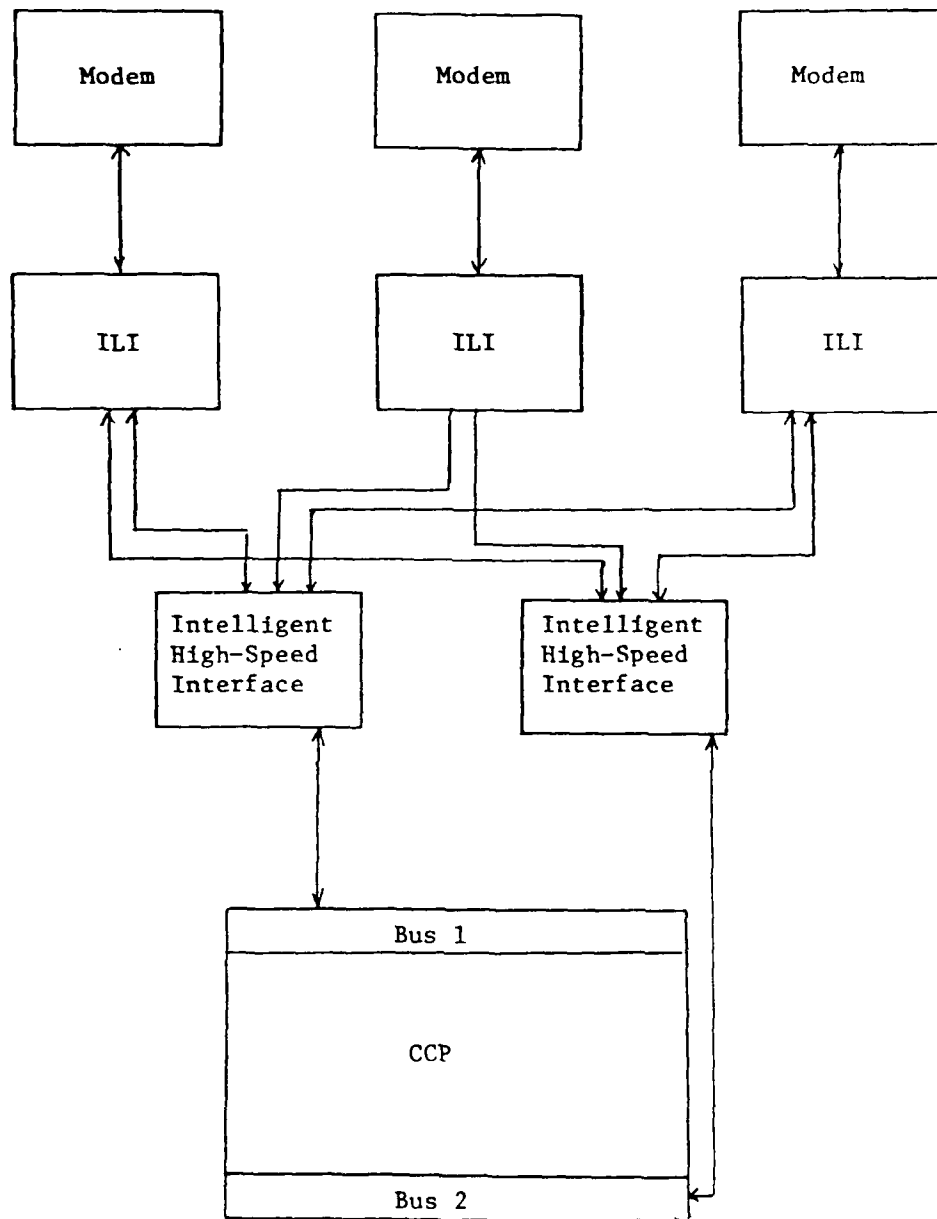 Modem
Modem
Modem
ILI
ILI
ILI
Intelligent
High-Speed
Interface
Intelligent
High-Speed
Interface
Bus 1
CCP
Bus 2